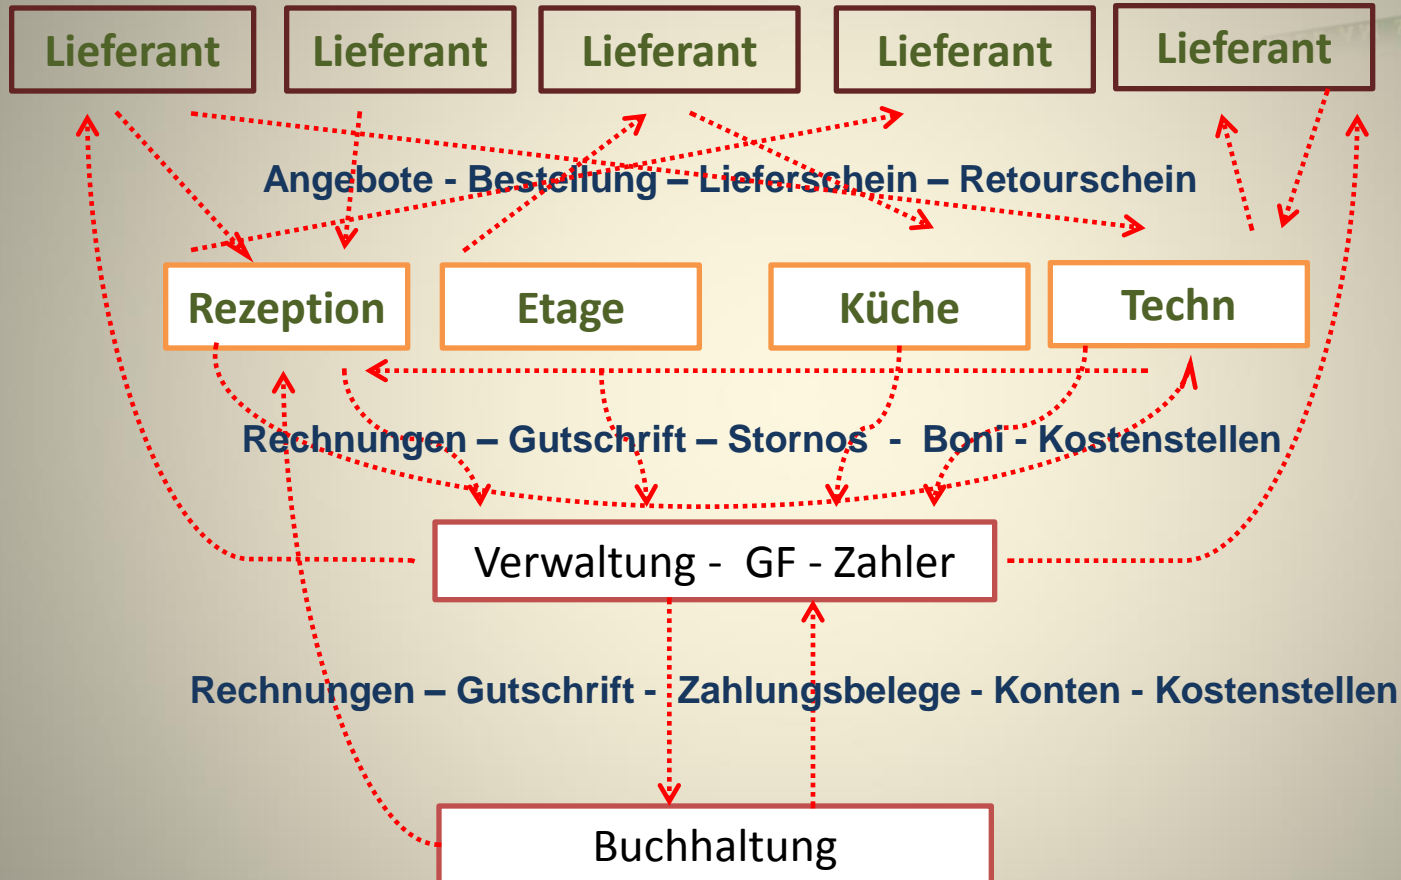 Lieferant Lieferant Lieferant Lieferant Lieferant
Angebote - Bestellung – Lieferschein – Retourschein
Rezeption Etage Küche Techn
Rechnungen – Gutschrift – Stornos - Boni - Kostenstellen
Verwaltung - GF - Zahler
Rechnungen – Gutschrift - Zahlungsbelege - Konten - Kostenstellen
Buchhaltung